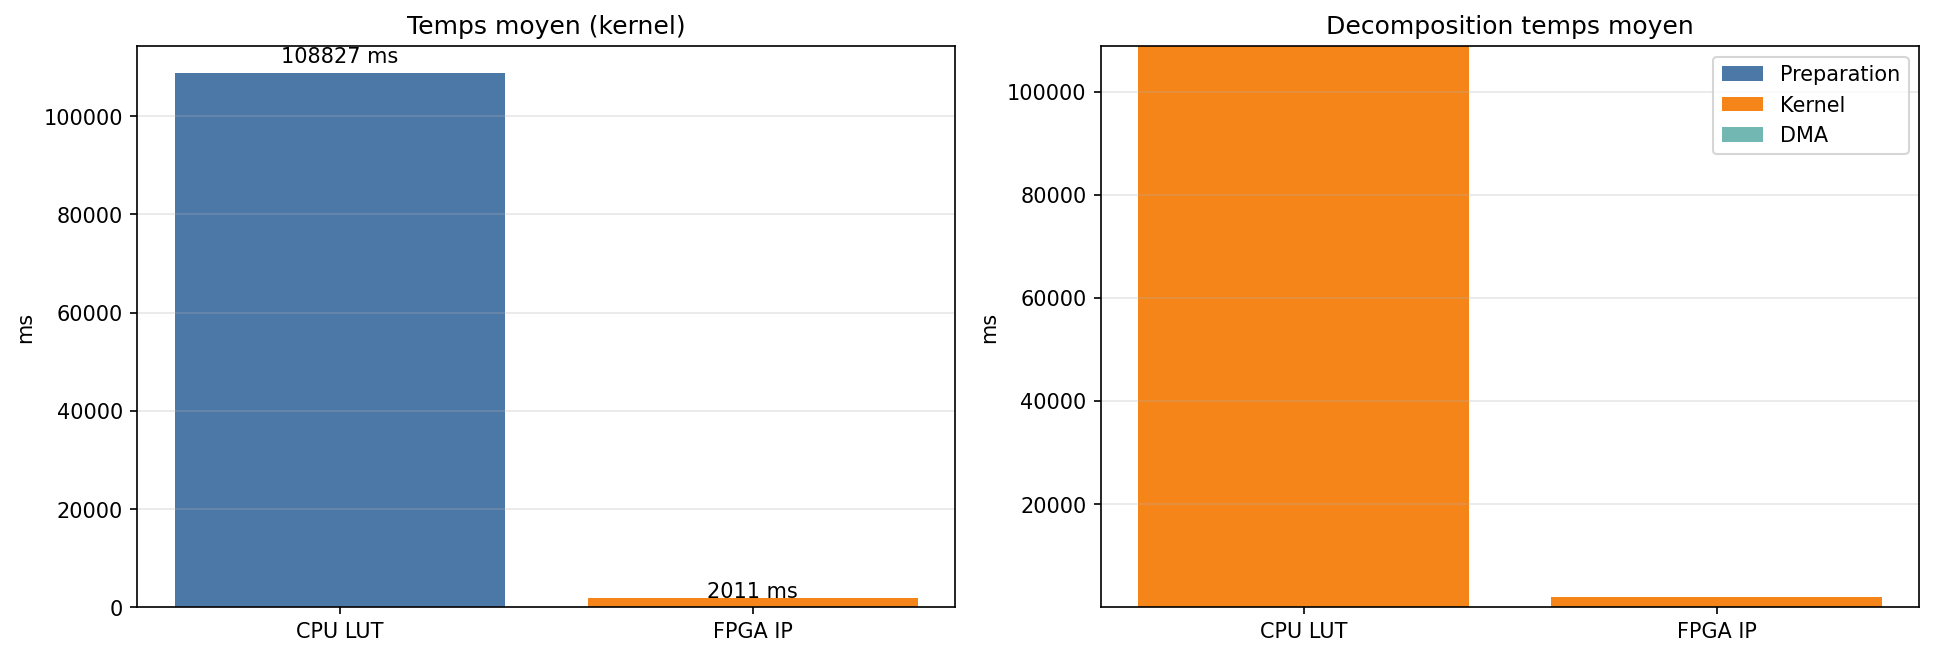 Temps moyen (kernel)
108827 ms
100000
80000
60000
40000
20000
0
ms
2011 ms
CPU LUT
FPGA IP
Decomposition temps moyen
Preparation
Kernel
DMA
100000
80000
60000
40000
20000
ms
CPU LUT
FPGA IP